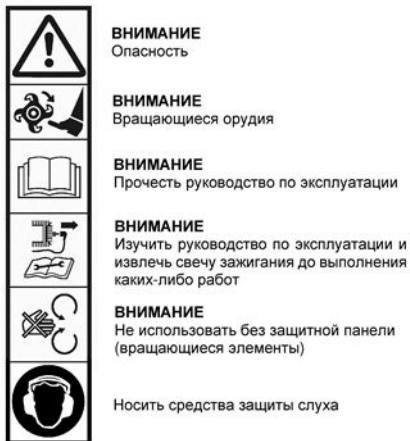 ВНИМАНИЕ
Опасность
ВНИМАНИЕ
Вращающиеся орудия
ВНИМАНИЕ
Прочесть руководство по эксплуатации
ВНИМАНИЕ
Изучить руководство по эксплуатации и
извлечь свечу зажигания до выполнения
каких-либо работ
ВНИМАНИЕ
Не использовать без защитной панели
(вращающиеся элементы)
Носить средства защиты слуха